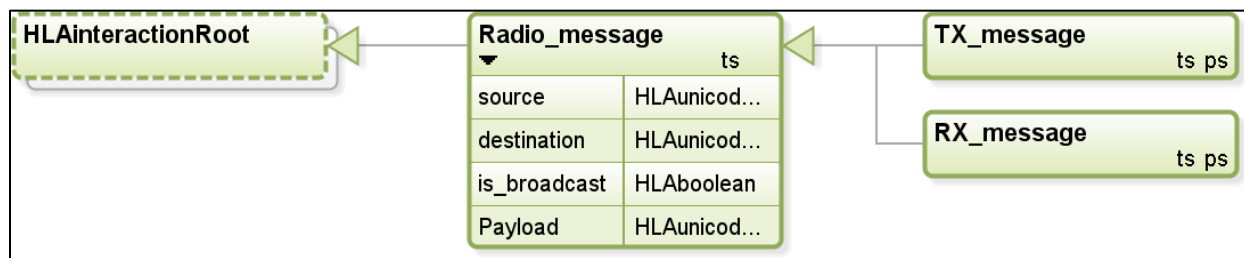 HLAinteractionRoot
Radio_message
ts
source HLAunicod...
destination HLAunicod...
is_broadcast HLAboolean
Payload HLAunicod...
TX_message
ts ps
RX_message
ts ps